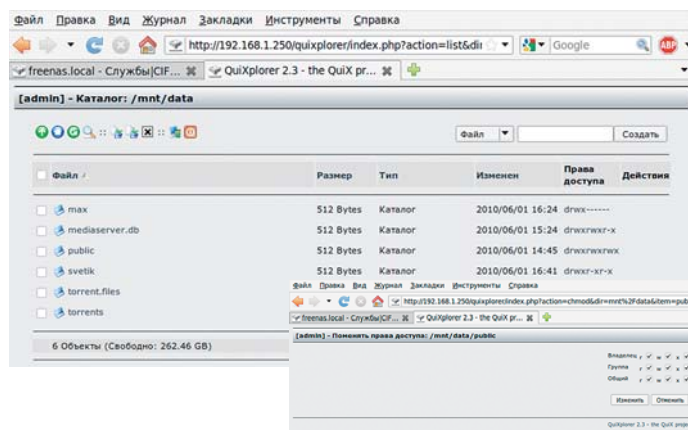 Файл Правка Вид Журнал Закладки Инструменты Справка
http://192.168.1.250/quixplorer/index.php?action=list&dir
Google
ABP
freenas.local - Службы|CIF...
QuiXplorer 2.3 - the QuiX pr...
[admin] - Каталог: /mnt/data
Файл
Создать
Файл Размер Тип Изменен Права доступа Действия
max 512 Bytes Каталог 2010/06/01 16:24 drwx------
mediaserver.db 512 Bytes Каталог 2010/06/01 15:24 drwxrwxr-x
public 512 Bytes Каталог 2010/06/01 14:45 drwxrwxrwx
svetik 512 Bytes Каталог 2010/06/01 16:41 drwxr-xr-x
torrent.files
torrents
6 Объекты (Свободно: 262.46 GB)
Файл Правка Вид Журнал Закладки Инструменты Справка
http://192.168.1.250/quixplorer/index.php?action=chmod&dir=mnt%2Fdata&item=pub
freenas.local - Службы|CIF...
QuiXplorer 2.3 - the QuiX pr...
[admin] - Поменять права доступа: /mnt/data/public
Владелец r w x
Группа r w x
Общий r w x
Изменить Отменить
QuiXplorer 2.3 - the QuiX proje